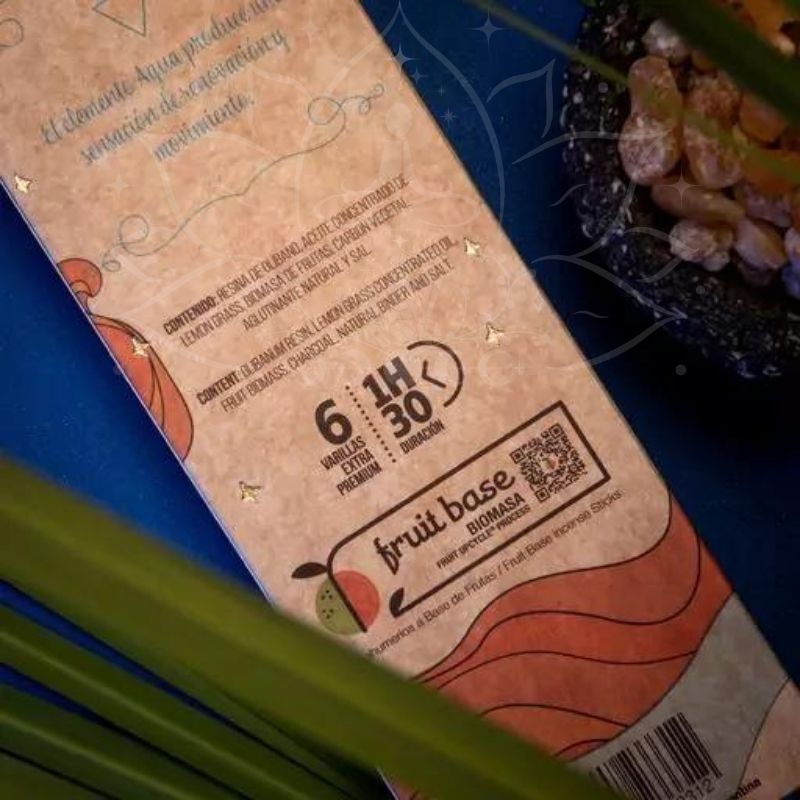 El elemento Agua produce una
sensación de renovación y
movimiento.
CONTENIDO: RESINA DE OLIBANO, ACEITE CONCENTRADO DE
LEMON GRASS, BIOMASA DE FRUTAS, CARBÓN VEGETAL
AGLUTINANTE NATURAL Y SAL.
CONTENT: OLIBANUM RESIN, LEMON GRASS CONCENTRATED OIL,
FRUIT BIOMASS, CHARCOAL, NATURAL BINDER AND SALT.
6
VARILLAS
EXTRA
PREMIUM
1H
30
DURACIÓN
fruit base
BIOMASA
FRUIT UPCYCLE® PROCESS
a Base de Frutas / Fruit Base Incense Sticks